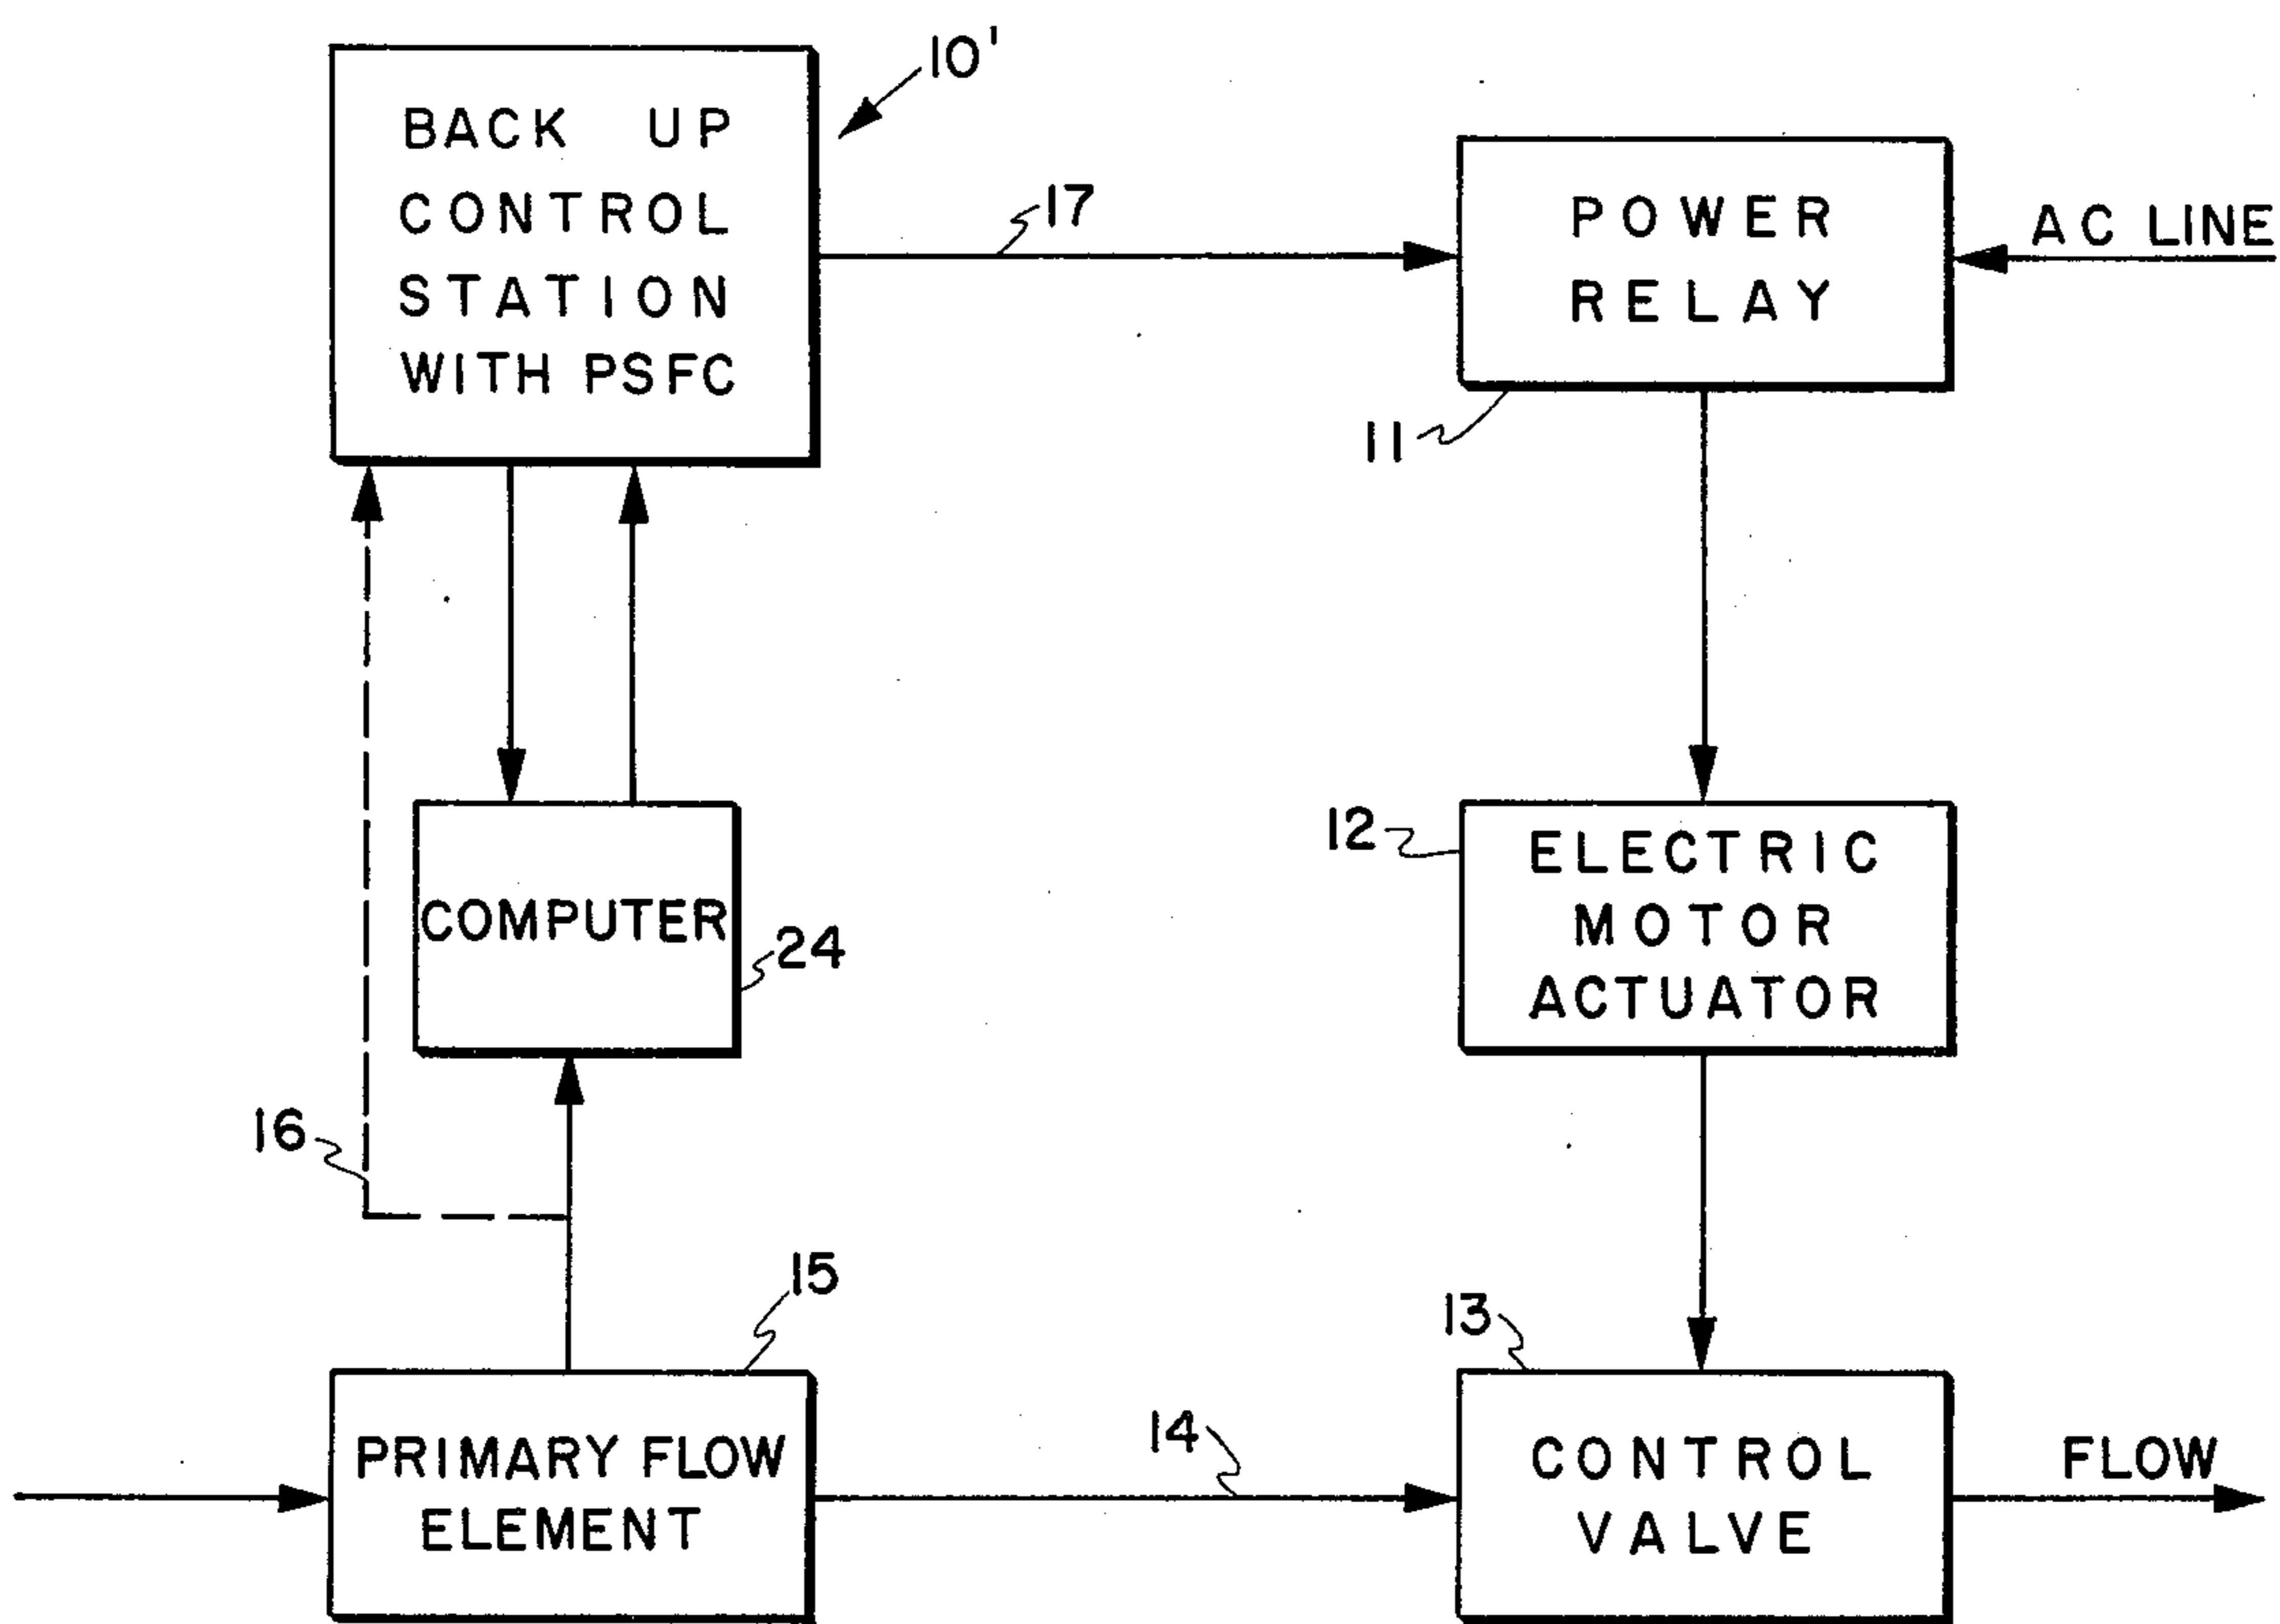 10'
BACK UP
CONTROL
STATION
WITH PSFC
17
POWER
RELAY
AC LINE
11
12
ELECTRIC
MOTOR
ACTUATOR
COMPUTER
24
16
15
13
14
PRIMARY FLOW
ELEMENT
CONTROL
VALVE
FLOW